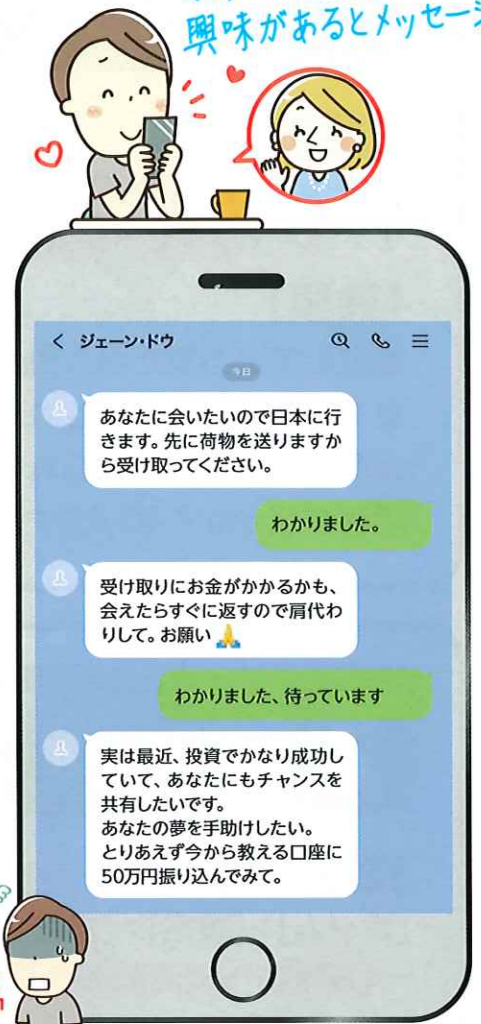 興味があるとメッセージ
ジェーン・ドウ
今日
あなたに会いたいので日本に行
きます。先に荷物を送りますか
ら受け取ってください。
わかりました。
受け取りにお金がかかるかも、
会えたらすぐに返すので肩代わ
りして。お願い🙏
わかりました、待っています
実は最近、投資でかなり成功し
ていて、あなたにもチャンスを
共有したいです。
あなたの夢を手助けしたい。
とりあえず今から教える口座に
50万円振り込んでみて。